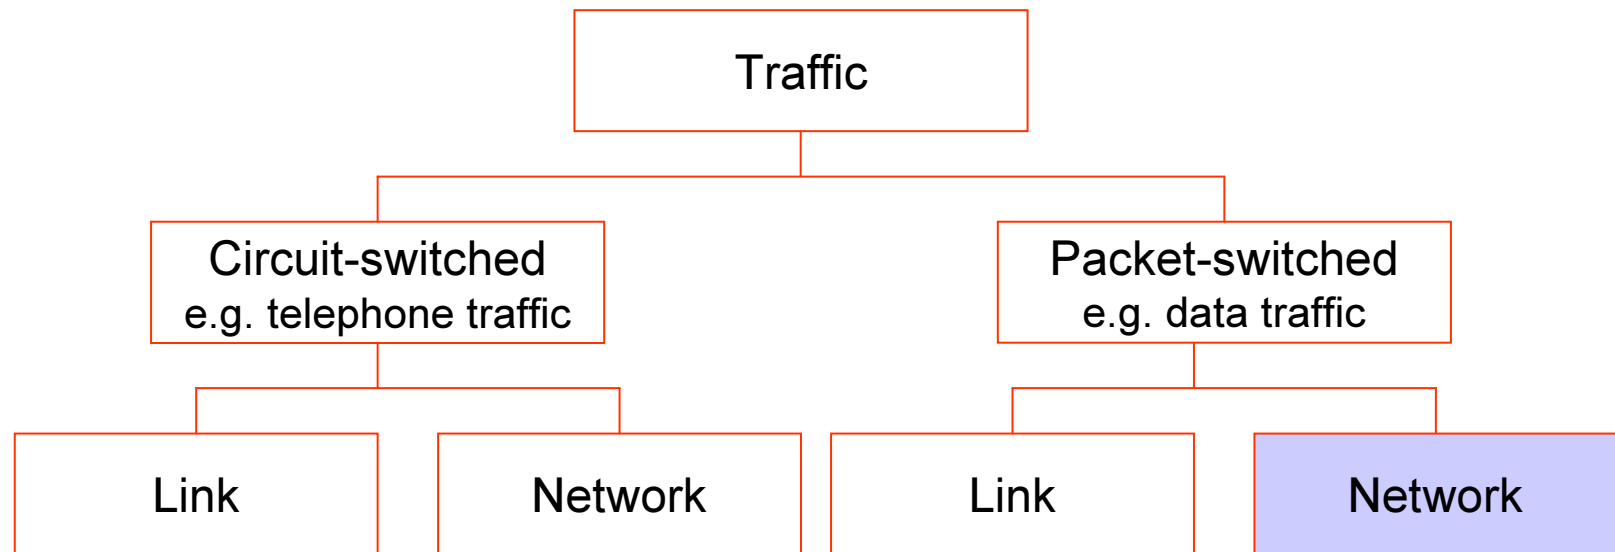 Traffic
Circuit-switched
e.g. telephone traffic
Packet-switched
e.g. data traffic
Link
Network
Link
Network